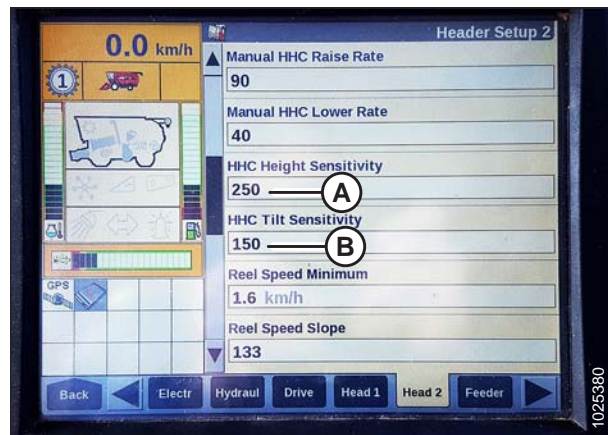 0.0 km/h
1
GPS
Header Setup 2
Manual HHC Raise Rate
90
Manual HHC Lower Rate
40
HHC Height Sensitivity
250
A
HHC Tilt Sensitivity
150
B
Reel Speed Minimum
1.6 km/h
Reel Speed Slope
133
Back
Electr
Hydraul
Drive
Head 1
Head 2
Feeder
1025380